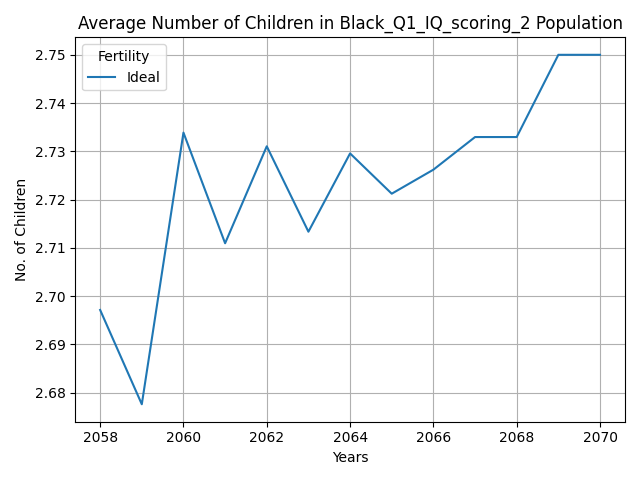 Average Number of Children in Black_Q1_IQ_scoring_2 Population
Fertility
Ideal
No. of Children
2.75
2.74
2.73
2.72
2.71
2.70
2.69
2.68
2058 2060 2062 2064 2066 2068 2070
Years